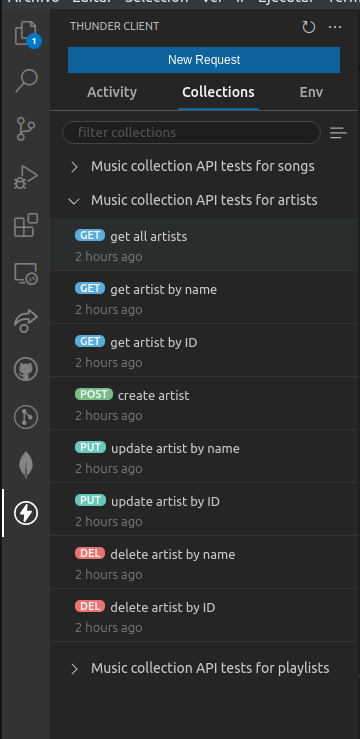 Archivo Editar Selección Ver Ir Ejecutar Term
THUNDER CLIENT
1
New Request
Activity Collections Env
filter collections
Music collection API tests for songs
Music collection API tests for artists
GET get all artists
2 hours ago
GET get artist by name
2 hours ago
GET get artist by ID
2 hours ago
POST create artist
2 hours ago
PUT update artist by name
2 hours ago
PUT update artist by ID
2 hours ago
DEL delete artist by name
2 hours ago
DEL delete artist by ID
2 hours ago
Music collection API tests for playlists